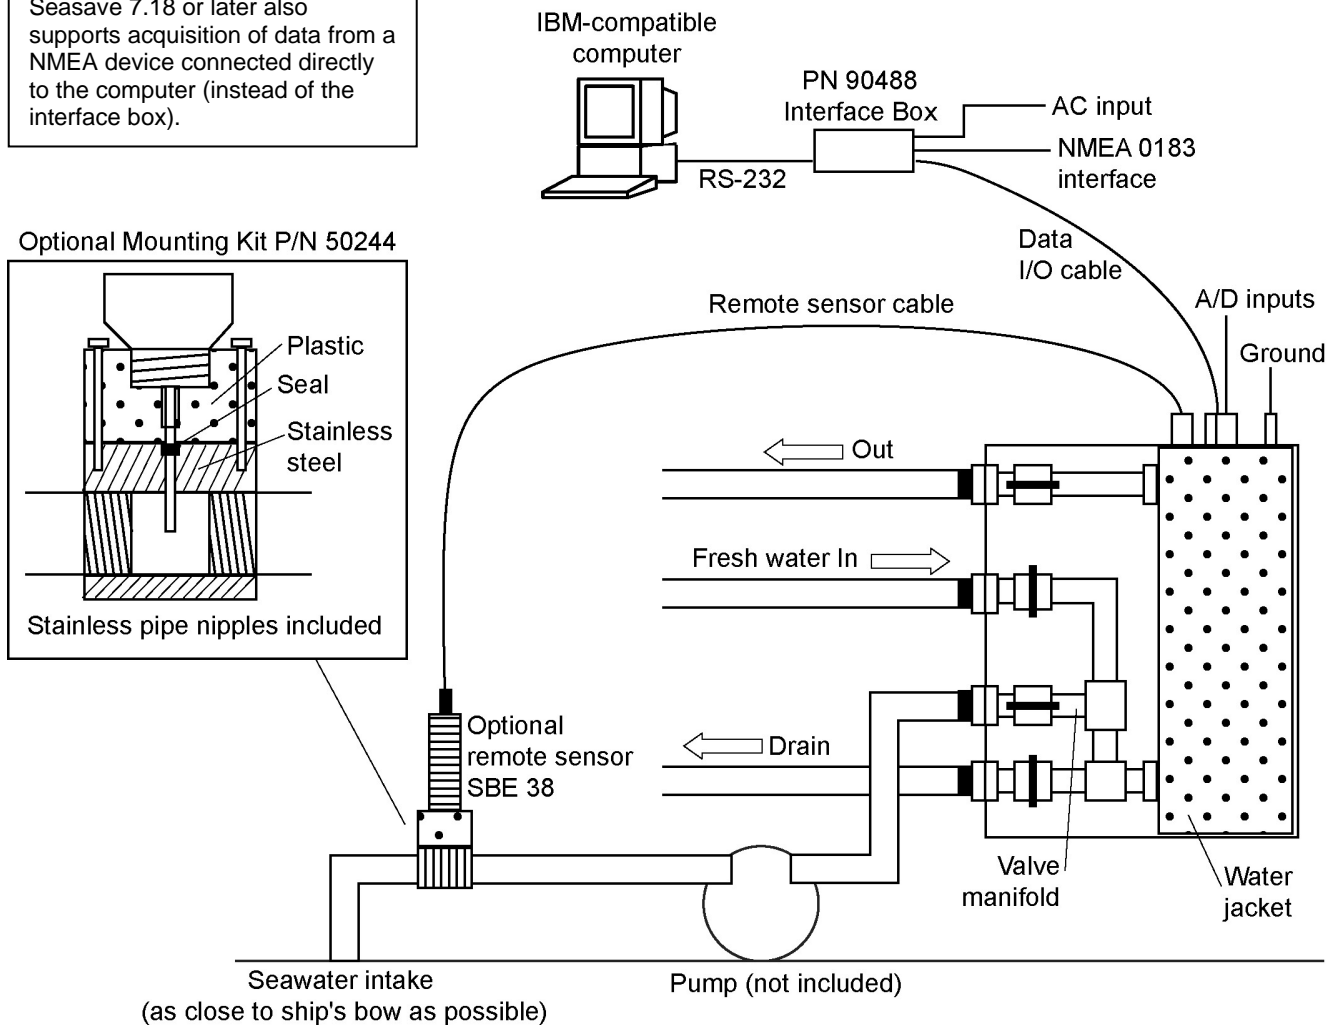 Seasave 7.18 or later also
supports acquisition of data from a
NMEA device connected directly
to the computer (instead of the
interface box).
IBM-compatible
computer
PN 90488
Interface Box
AC input
NMEA 0183
interface
RS-232
Data
I/O cable
Optional Mounting Kit P/N 50244
Plastic
Seal
Stainless
steel
Stainless pipe nipples included
Remote sensor cable
A/D inputs
Ground
Out
Fresh water In
Optional
remote sensor
SBE 38
Drain
Valve
manifold
Water
jacket
Seawater intake
(as close to ship's bow as possible)
Pump (not included)